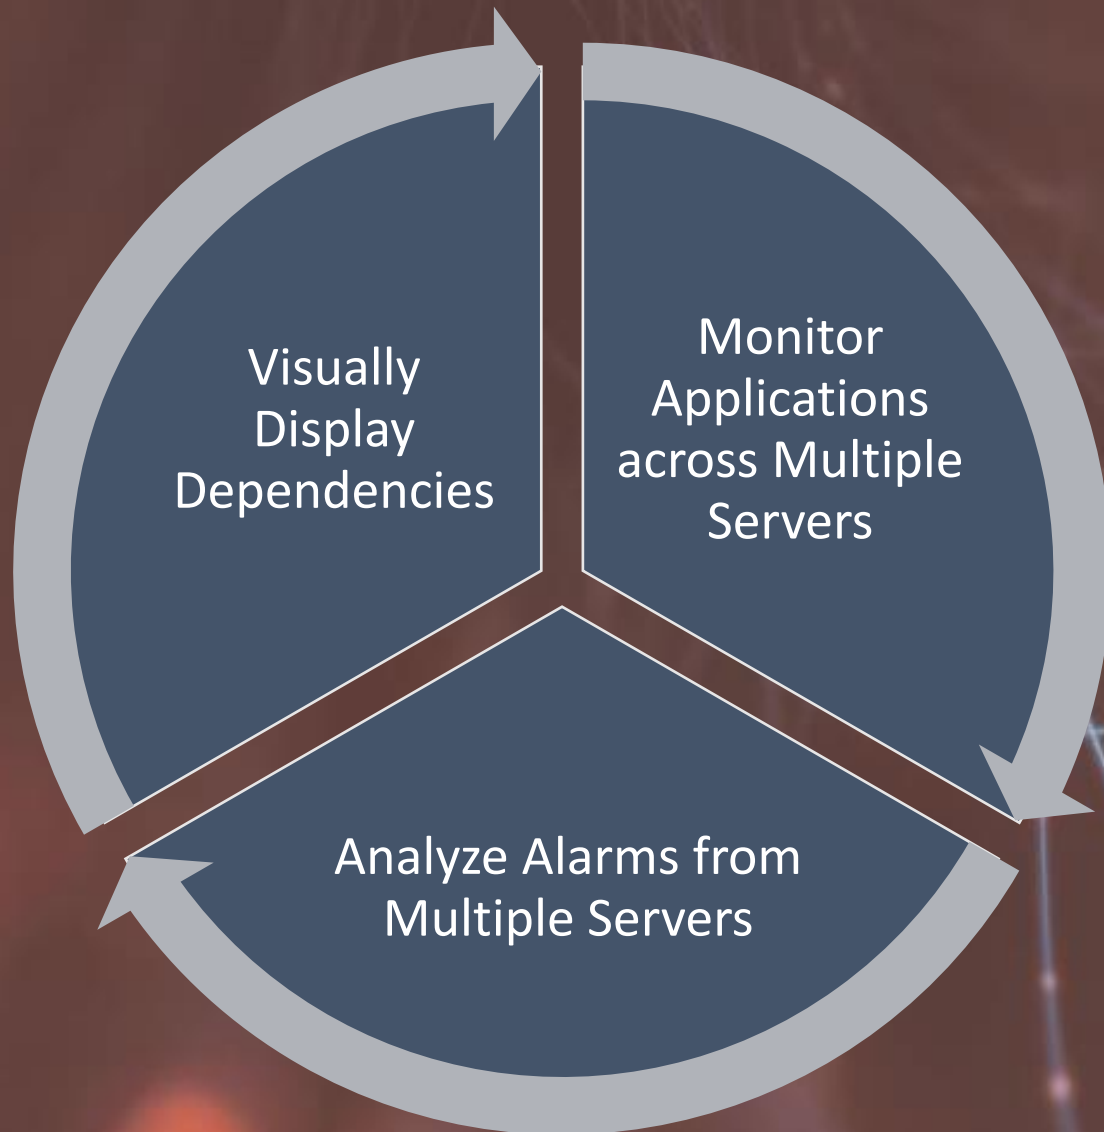 Visually
Display
Dependencies
Monitor
Applications
across Multiple
Servers
Analyze Alarms from
Multiple Servers